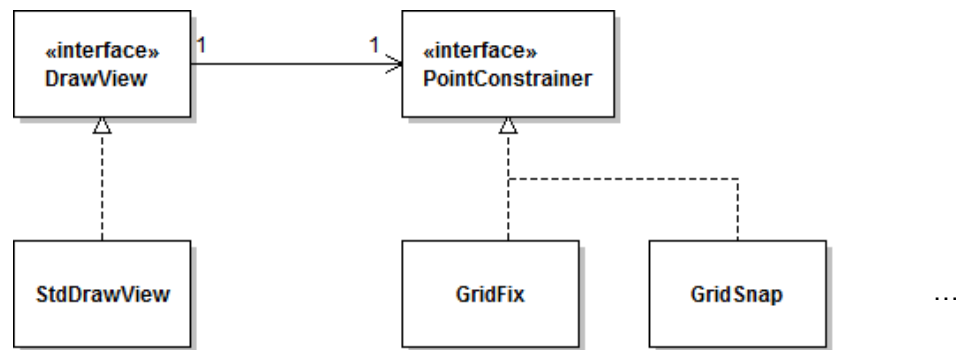 «interface»
DrawView
1
1
«interface»
PointConstrainer
StdDrawView
GridFix
GridSnap
...